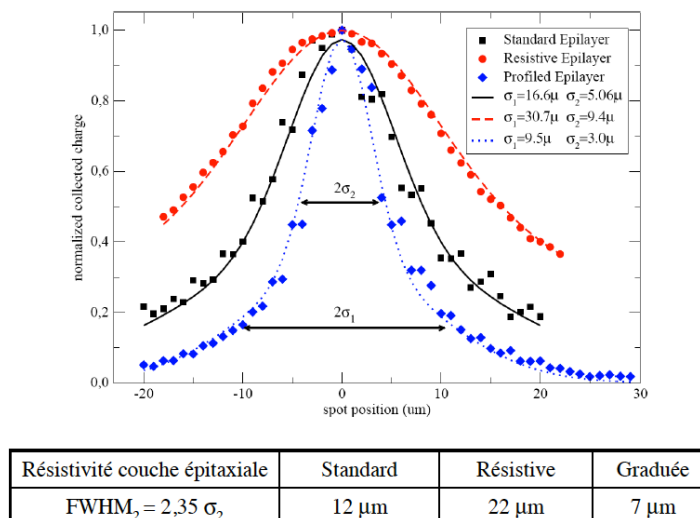 normalized collected charge
1,0
0,8
0,6
0,4
0,2
0,0
Standard Epilayer
Resistive Epilayer
Profiled Epilayer
σ₁=16.6μ σ₂=5.06μ
σ₁=30.7μ σ₂=9.4μ
σ₁=9.5μ σ₂=3.0μ
2σ₂
2σ₁
-20 -10 0 10 20 30
spot position (um)
Résistivité couche épitaxiale Standard Résistive Graduée
FWHM₂ = 2,35 σ₂ 12 μm 22 μm 7 μm